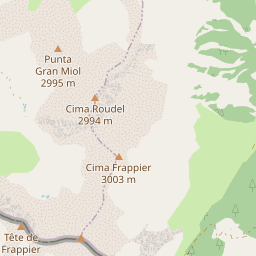 Punta
Gran Miol
2995 m
Cima Roudel
2994 m
Cima Frappier
3003 m
Tête de
Frappier